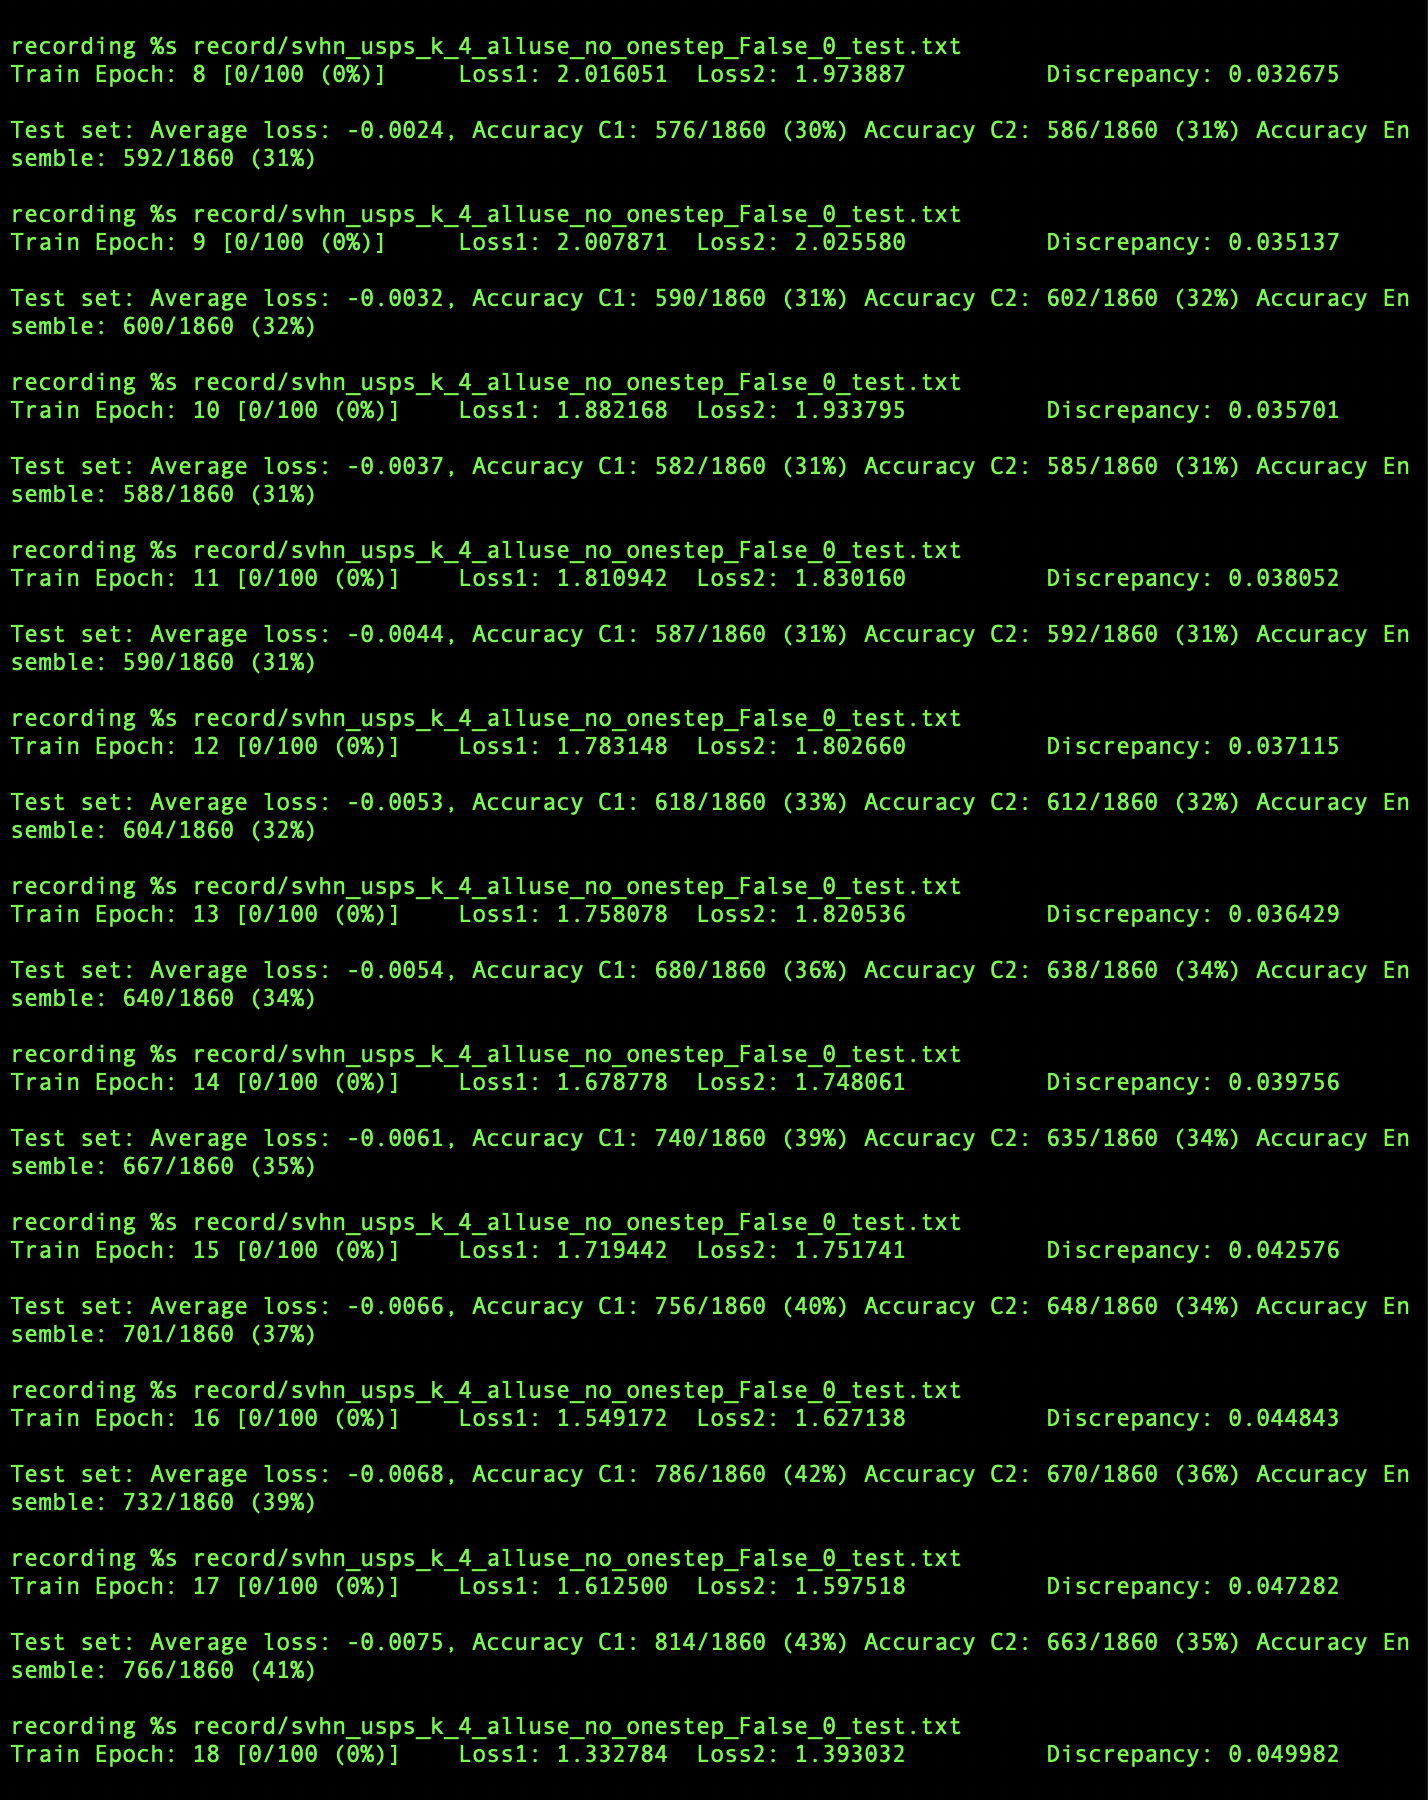 recording %s record/svhn_usps_k_4_alluse_no_onestep_False_0_test.txt
Train Epoch: 8 [0/100 (0%)]     Loss1: 2.016051  Loss2: 1.973887          Discrepancy: 0.032675
Test set: Average loss: -0.0024, Accuracy C1: 576/1860 (30%) Accuracy C2: 586/1860 (31%) Accuracy En
semble: 592/1860 (31%)
recording %s record/svhn_usps_k_4_alluse_no_onestep_False_0_test.txt
Train Epoch: 9 [0/100 (0%)]     Loss1: 2.007871  Loss2: 2.025580          Discrepancy: 0.035137
Test set: Average loss: -0.0032, Accuracy C1: 590/1860 (31%) Accuracy C2: 602/1860 (32%) Accuracy En
semble: 600/1860 (32%)
recording %s record/svhn_usps_k_4_alluse_no_onestep_False_0_test.txt
Train Epoch: 10 [0/100 (0%)]    Loss1: 1.882168  Loss2: 1.933795          Discrepancy: 0.035701
Test set: Average loss: -0.0037, Accuracy C1: 582/1860 (31%) Accuracy C2: 585/1860 (31%) Accuracy En
semble: 588/1860 (31%)
recording %s record/svhn_usps_k_4_alluse_no_onestep_False_0_test.txt
Train Epoch: 11 [0/100 (0%)]    Loss1: 1.810942  Loss2: 1.830160          Discrepancy: 0.038052
Test set: Average loss: -0.0044, Accuracy C1: 587/1860 (31%) Accuracy C2: 592/1860 (31%) Accuracy En
semble: 590/1860 (31%)
recording %s record/svhn_usps_k_4_alluse_no_onestep_False_0_test.txt
Train Epoch: 12 [0/100 (0%)]    Loss1: 1.783148  Loss2: 1.802660          Discrepancy: 0.037115
Test set: Average loss: -0.0053, Accuracy C1: 618/1860 (33%) Accuracy C2: 612/1860 (32%) Accuracy En
semble: 604/1860 (32%)
recording %s record/svhn_usps_k_4_alluse_no_onestep_False_0_test.txt
Train Epoch: 13 [0/100 (0%)]    Loss1: 1.758078  Loss2: 1.820536          Discrepancy: 0.036429
Test set: Average loss: -0.0054, Accuracy C1: 680/1860 (36%) Accuracy C2: 638/1860 (34%) Accuracy En
semble: 640/1860 (34%)
recording %s record/svhn_usps_k_4_alluse_no_onestep_False_0_test.txt
Train Epoch: 14 [0/100 (0%)]    Loss1: 1.678778  Loss2: 1.748061          Discrepancy: 0.039756
Test set: Average loss: -0.0061, Accuracy C1: 740/1860 (39%) Accuracy C2: 635/1860 (34%) Accuracy En
semble: 667/1860 (35%)
recording %s record/svhn_usps_k_4_alluse_no_onestep_False_0_test.txt
Train Epoch: 15 [0/100 (0%)]    Loss1: 1.719442  Loss2: 1.751741          Discrepancy: 0.042576
Test set: Average loss: -0.0066, Accuracy C1: 756/1860 (40%) Accuracy C2: 648/1860 (34%) Accuracy En
semble: 701/1860 (37%)
recording %s record/svhn_usps_k_4_alluse_no_onestep_False_0_test.txt
Train Epoch: 16 [0/100 (0%)]    Loss1: 1.549172  Loss2: 1.627138          Discrepancy: 0.044843
Test set: Average loss: -0.0068, Accuracy C1: 786/1860 (42%) Accuracy C2: 670/1860 (36%) Accuracy En
semble: 732/1860 (39%)
recording %s record/svhn_usps_k_4_alluse_no_onestep_False_0_test.txt
Train Epoch: 17 [0/100 (0%)]    Loss1: 1.612500  Loss2: 1.597518          Discrepancy: 0.047282
Test set: Average loss: -0.0075, Accuracy C1: 814/1860 (43%) Accuracy C2: 663/1860 (35%) Accuracy En
semble: 766/1860 (41%)
recording %s record/svhn_usps_k_4_alluse_no_onestep_False_0_test.txt
Train Epoch: 18 [0/100 (0%)]    Loss1: 1.332784  Loss2: 1.393032          Discrepancy: 0.049982